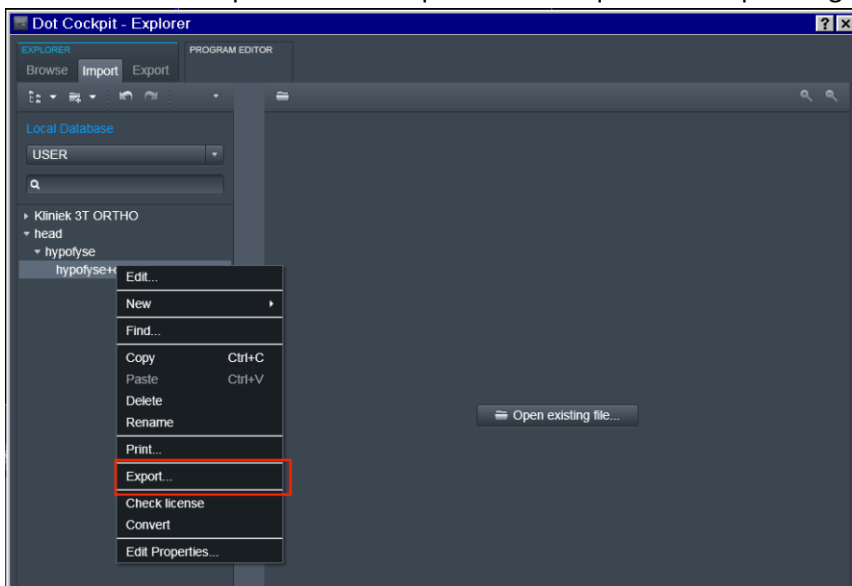 Dot Cockpit - Explorer
EXPLORER
PROGRAM EDITOR
Browse Import Export
Local Database
USER
Kliniek 3T ORTHO
head
hypofyse
Edit...
New
Find...
Copy Ctrl+C
Paste Ctrl+V
Delete
Rename
Print...
Export...
Check license
Convert
Edit Properties...
Open existing file...